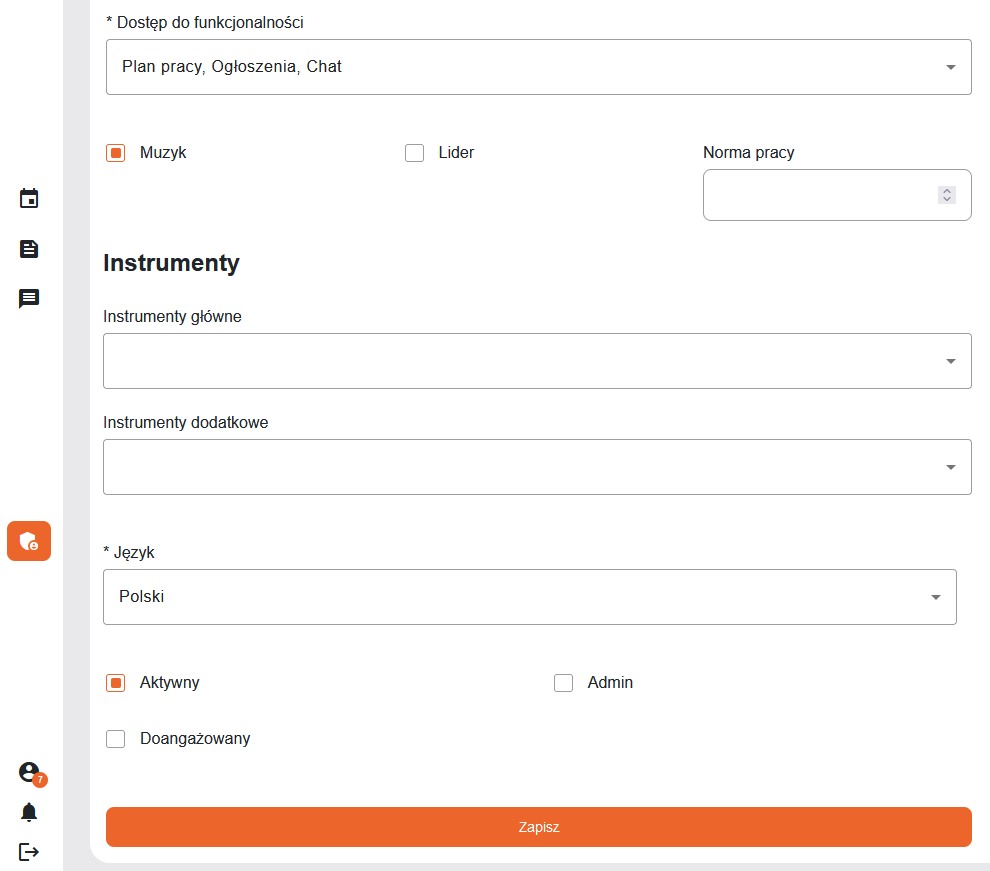 * Dostęp do funkcjonalności
Plan pracy, Ogłoszenia, Chat
Muzyk
Lider
Norma pracy
Instrumenty
Instrumenty główne
Instrumenty dodatkowe
* Język
Polski
Aktywny
Admin
Doangażowany
7
Zapisz